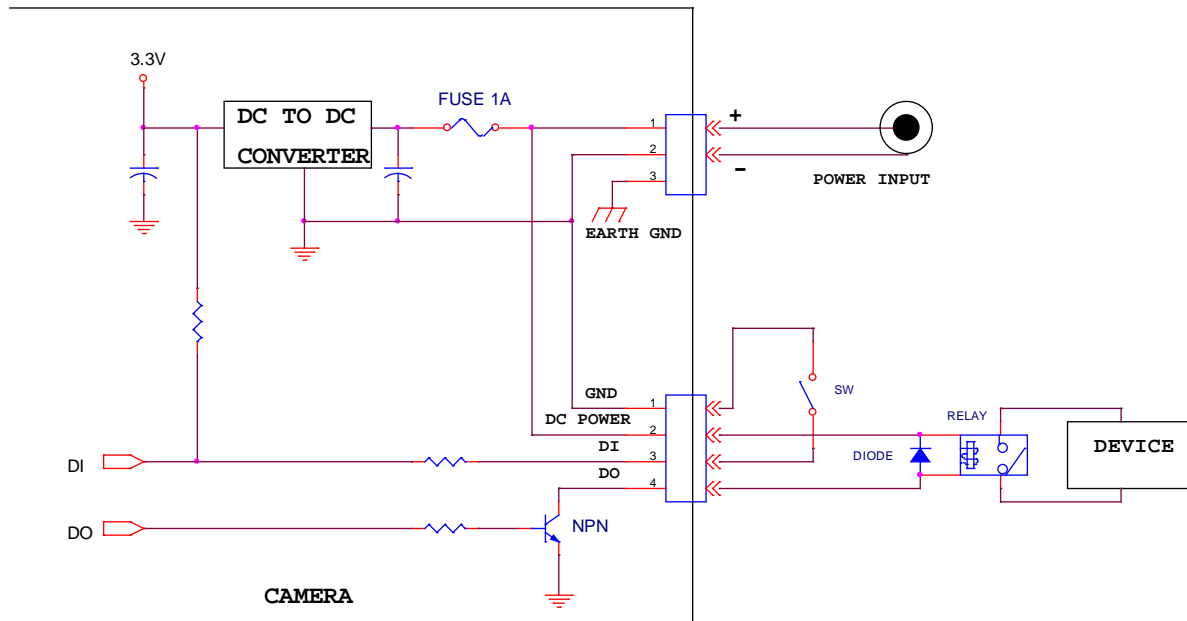 3.3V
FUSE 1A
DC TO DC
CONVERTER
1
2
3
+
-
POWER INPUT
EARTH GND
GND
DC POWER
DI
DO
1
2
3
4
SW
RELAY
DIODE
DEVICE
DI
DO
NPN
CAMERA